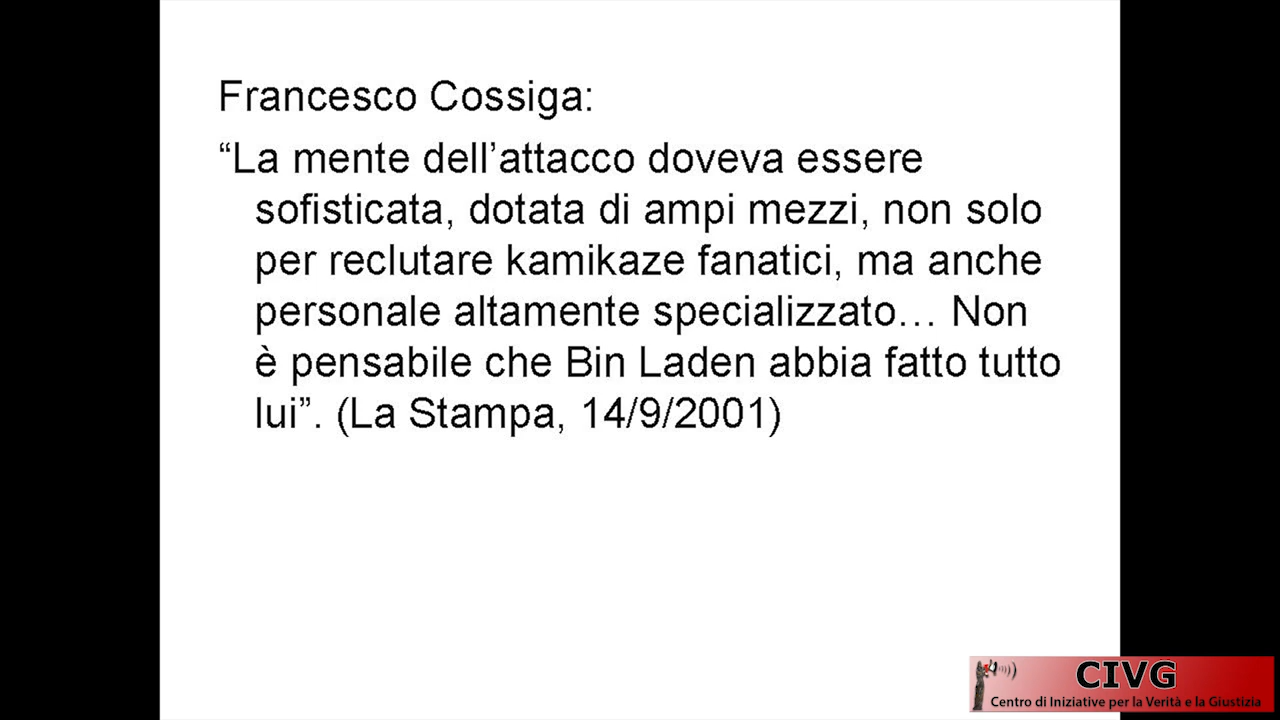 Francesco Cossiga:
“La mente dell’attacco doveva essere
sofisticata, dotata di ampi mezzi, non solo
per reclutare kamikaze fanatici, ma anche
personale altamente specializzato… Non
è pensabile che Bin Laden abbia fatto tutto
lui”. (La Stampa, 14/9/2001)
CIVG
Centro di Iniziative per la Verità e la Giustizia